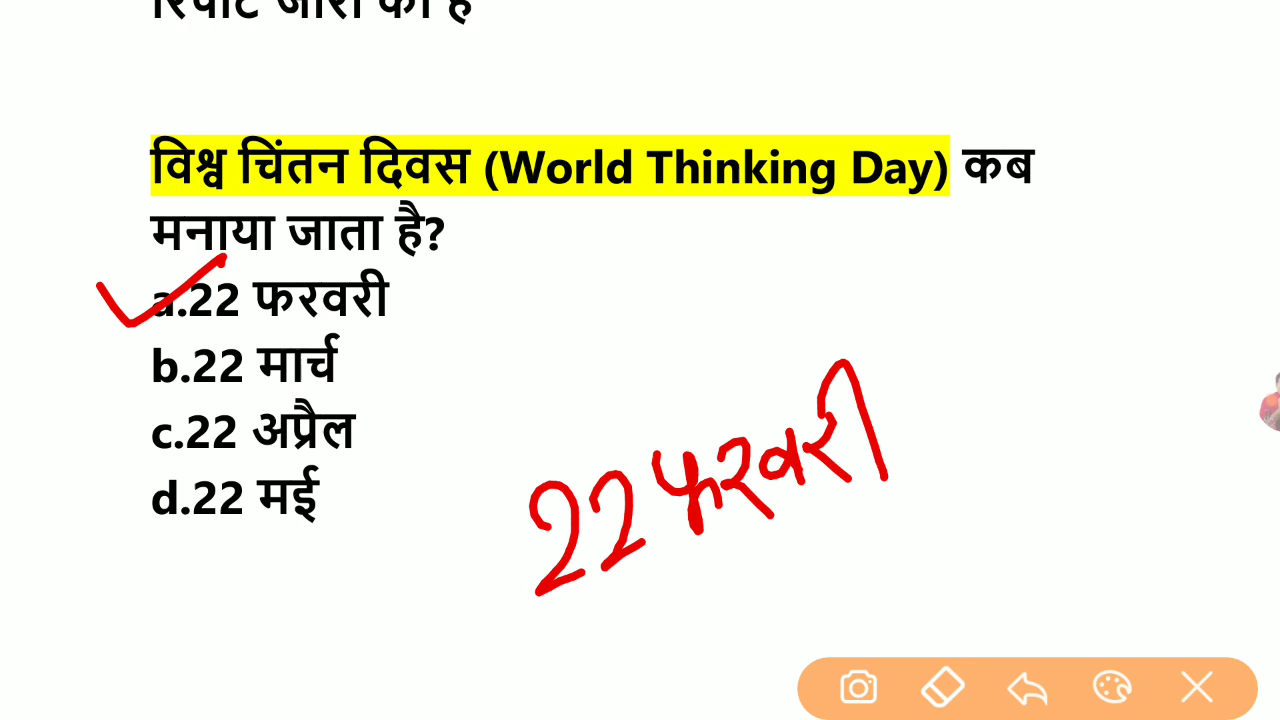 रिपोर्ट जारी की है
विश्व चिंतन दिवस (World Thinking Day) कब
मनाया जाता है?
a.22 फरवरी
b.22 मार्च
c.22 अप्रैल
d.22 मई
22 फरवरी